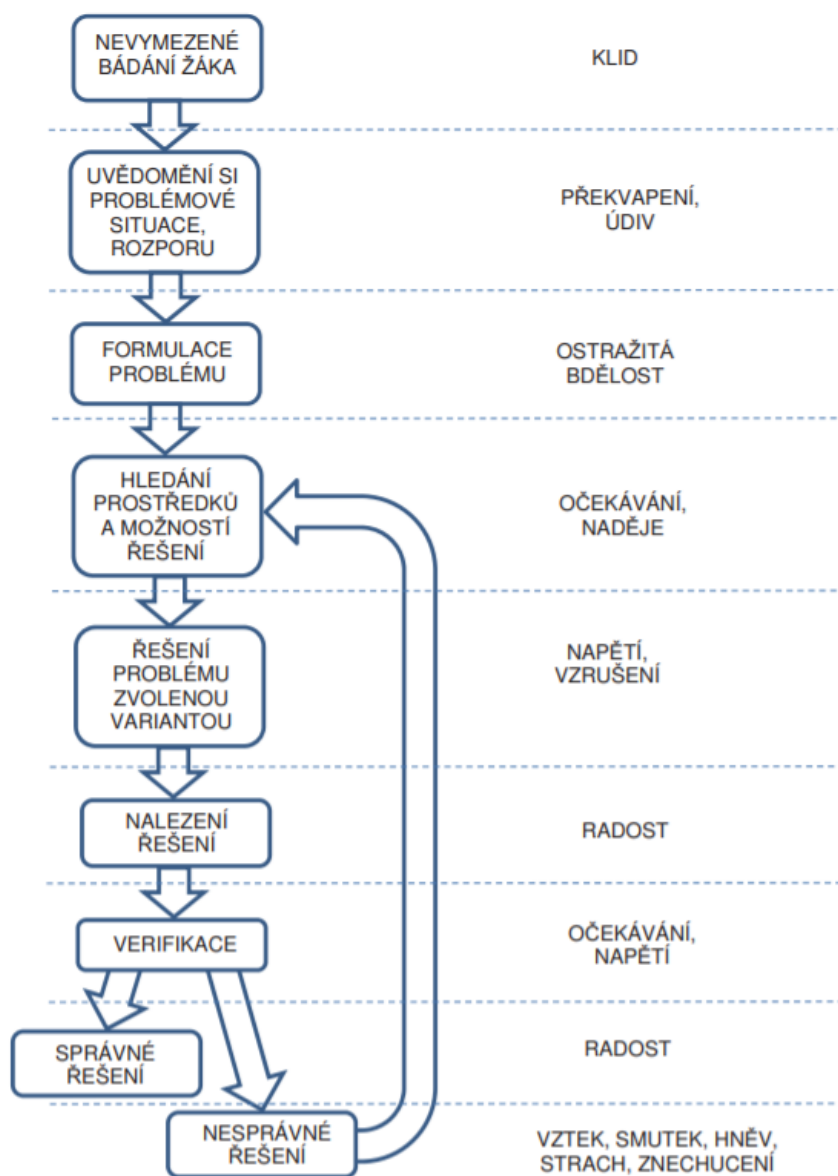 NEVYMEZENÉ
BÁDÁNÍ ŽÁKA
KLID
UVĚDOMĚNÍ SI
PROBLÉMOVÉ
SITUACE,
ROZPORU
PŘEKVAPENÍ,
ÚDIV
FORMULACE
PROBLÉMU
OSTRAŽITÁ
BDĚLOST
HLEDÁNÍ
PROSTŘEDKŮ
A MOŽNOSTÍ
ŘEŠENÍ
OČEKÁVÁNÍ,
NADĚJE
ŘEŠENÍ
PROBLÉMU
ZVOLENOU
VARIANTOU
NAPĚTÍ,
VZRUŠENÍ
NALEZENÍ
ŘEŠENÍ
RADOST
VERIFIKACE
OČEKÁVÁNÍ,
NAPĚTÍ
SPRÁVNÉ
ŘEŠENÍ
RADOST
NESPRÁVNÉ
ŘEŠENÍ
VZTEK, SMUTEK, HNĚV,
STRACH, ZNECHUCENÍ